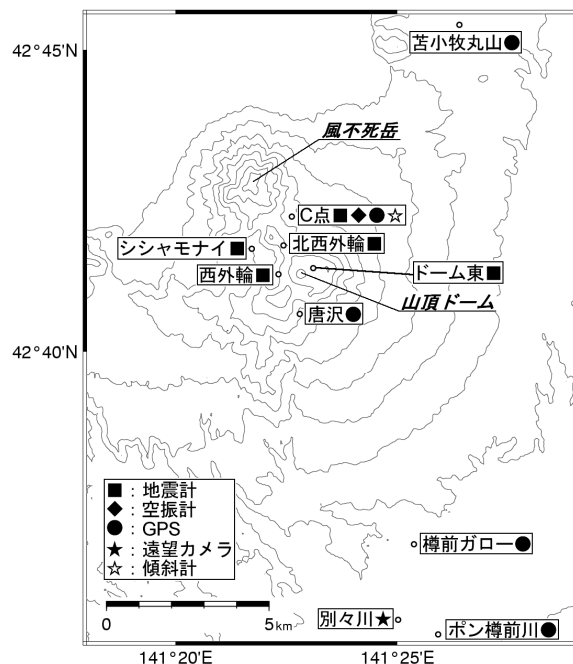 42°45'N
苫小牧丸山●
風不死岳
C点■◆●☆
シシャモナイ■
北西外輪■
西外輪■
ドーム東■
山頂ドーム
唐沢●
42°40'N
■：地震計
◆：空振計
●：GPS
★：遠望カメラ
☆：傾斜計
樽前ガロー●
0 5km
別々川★
ポン樽前川●
141°20'E
141°25'E